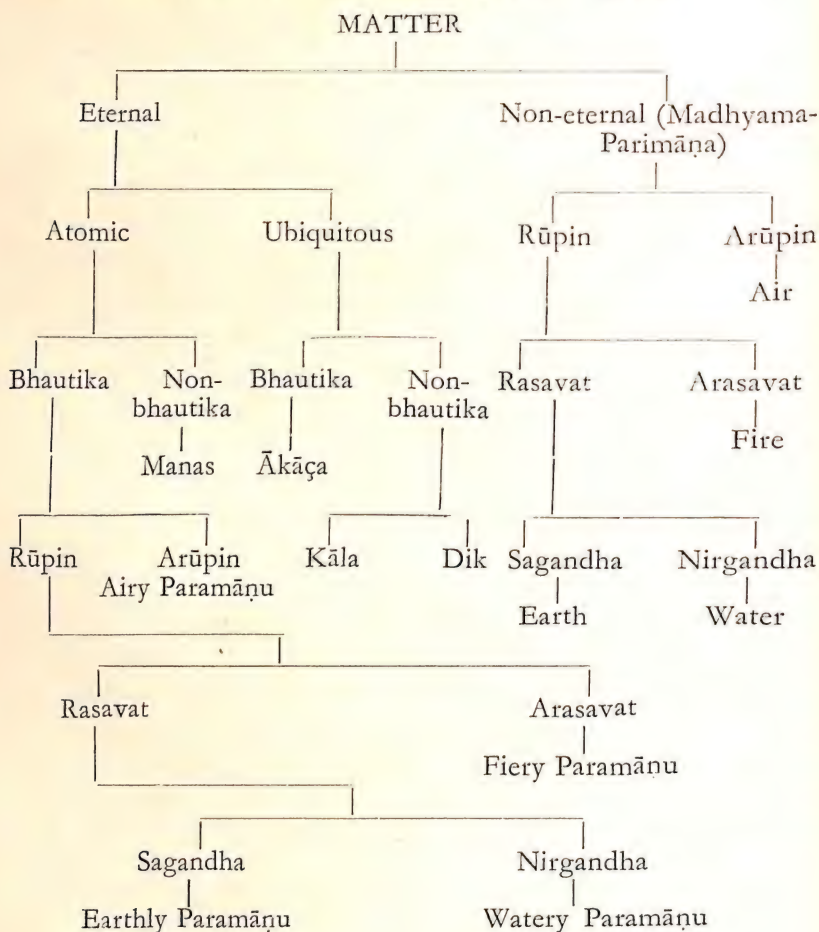 MATTER
Eternal Non-eternal (Madhyama-
Parimāṇa)
Atomic Ubiquitous Rūpin Arūpin
Air
Bhautika Non- Bhautika Non- Rasavat Arasavat
bhautika bhautika
Fire
Manas Ākāça
Rūpin Arūpin Kāla Dik Sagandha Nirgandha
Airy Paramāṇu
Earth Water
Rasavat Arasavat
Fiery Paramāṇu
Sagandha Nirgandha
Earthly Paramāṇu Watery Paramāṇu